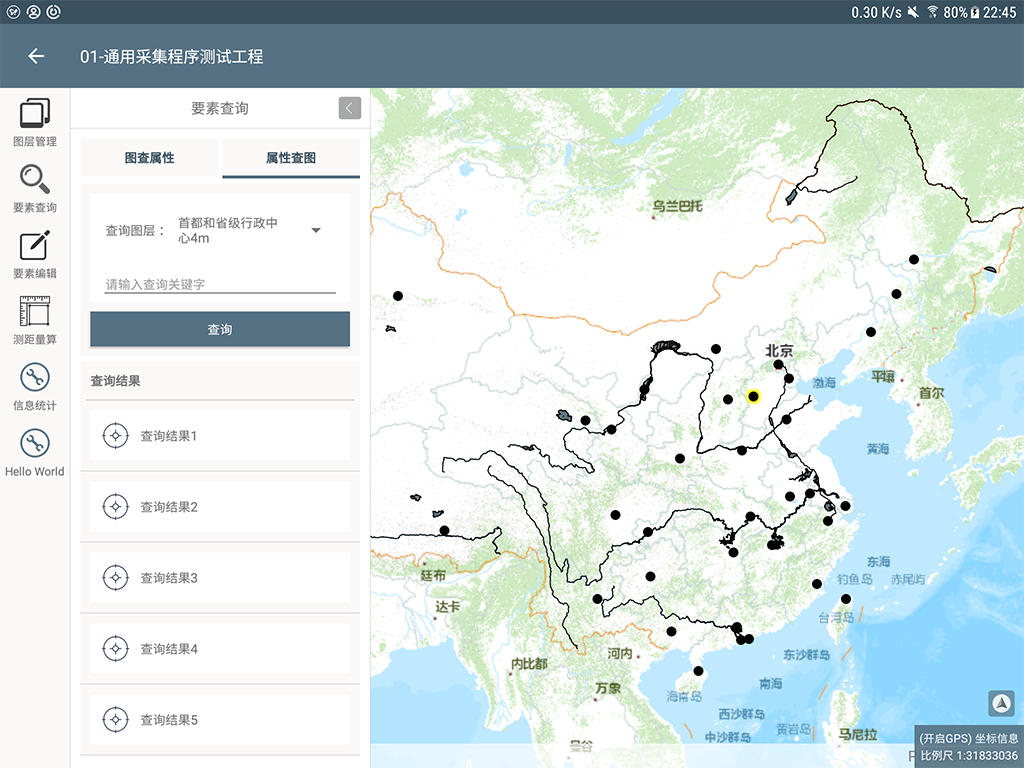 0.30 K/s 80% 22:45
01-通用采集程序测试工程
图层管理
要素查询
要素编辑
测距量算
信息统计
Hello World
要素查询
图查属性
属性查图
查询图层：
首都和省级行政中
心4m
请输入查询关键字
查询
查询结果
查询结果1
查询结果2
查询结果3
查询结果4
查询结果5
乌兰巴托
北京
渤海
平壤
首尔
黄海
东海
钓鱼岛
赤尾屿
台湾岛
廷布
达卡
内比都
河内
万象
曼谷
海南岛
东沙群岛
南海
西沙群岛
中沙群岛
黄岩岛
马尼拉
(开启GPS) 坐标信息
比例尺 1:31833036